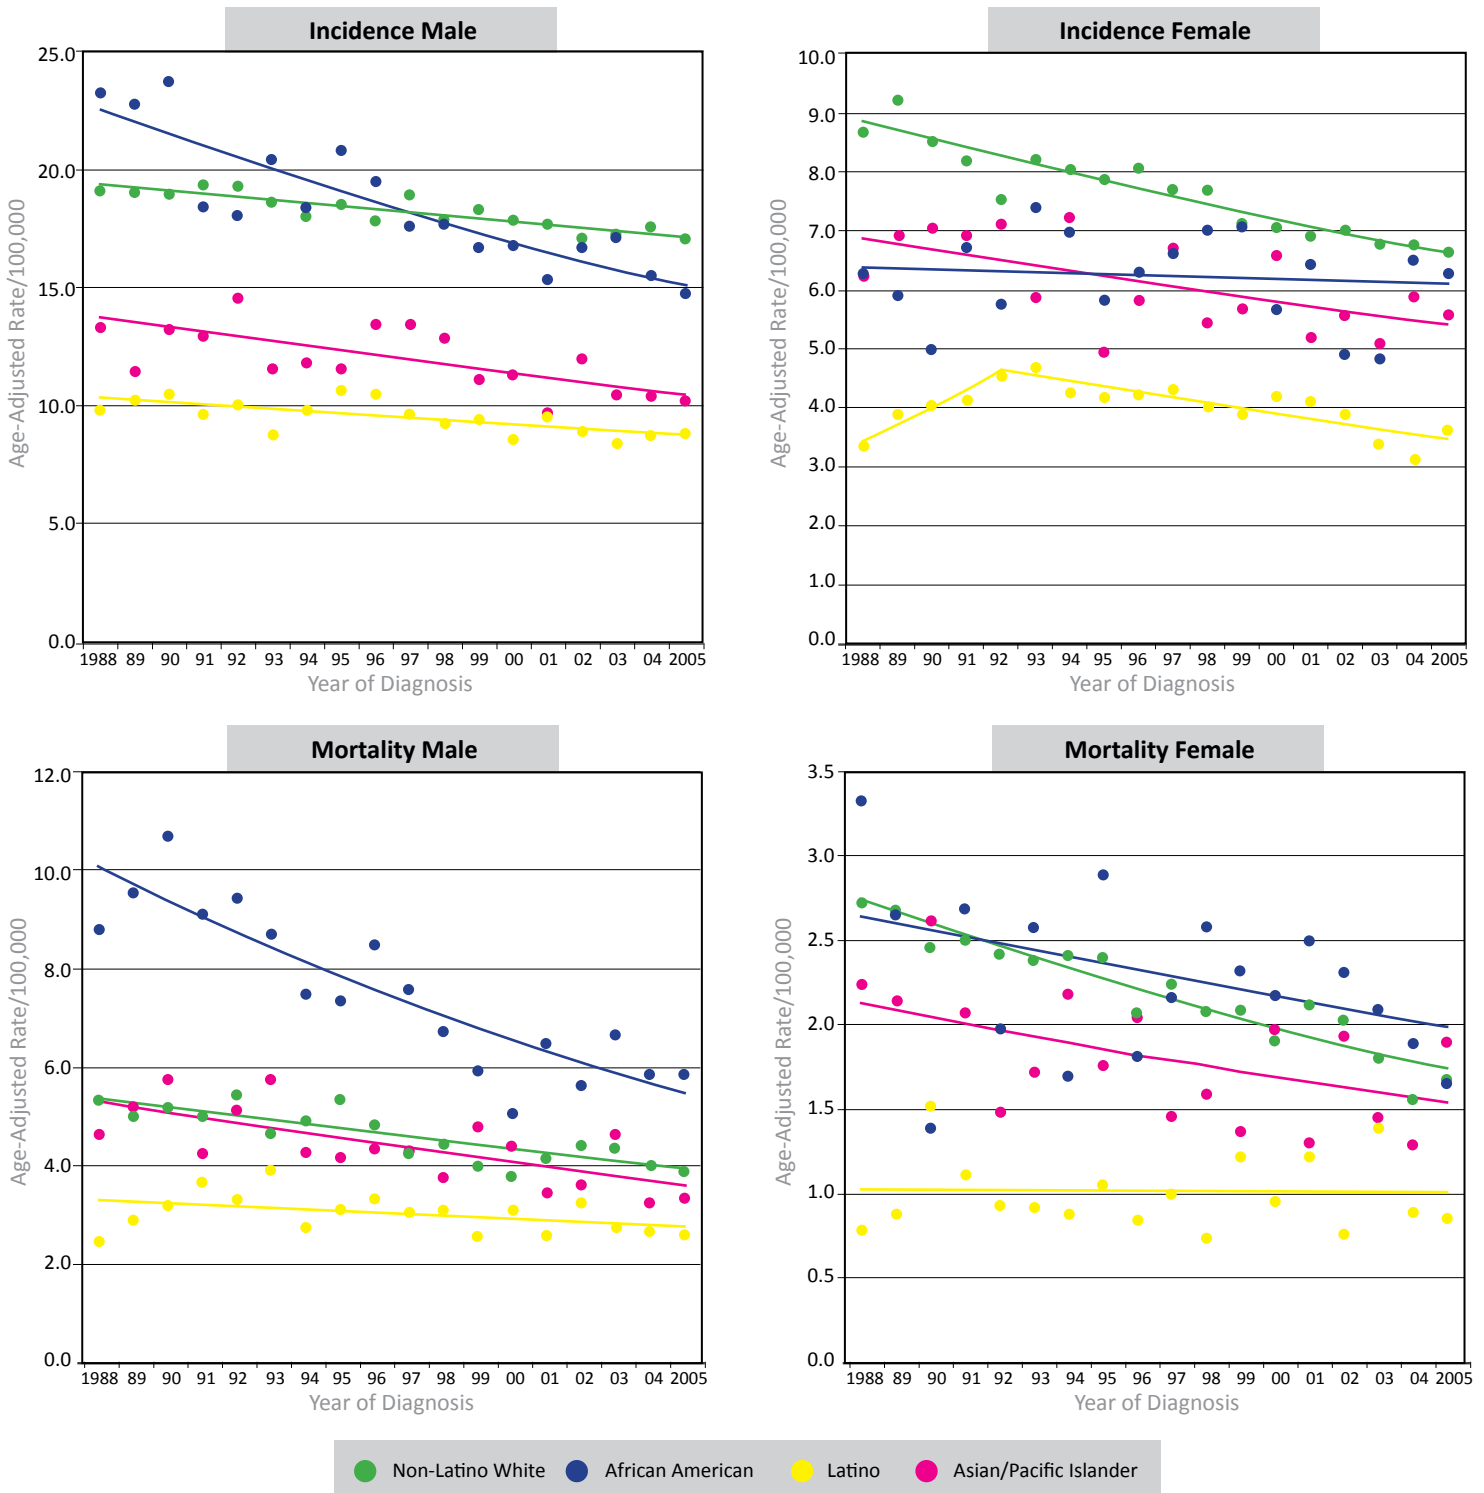 Incidence Male
25.0
20.0
15.0
10.0
5.0
0.0
Age-Adjusted Rate/100,000
1988 89 90 91 92 93 94 95 96 97 98 99 00 01 02 03 04 2005
Year of Diagnosis
Incidence Female
10.0
9.0
8.0
7.0
6.0
5.0
4.0
3.0
2.0
1.0
0.0
Age-Adjusted Rate/100,000
1988 89 90 91 92 93 94 95 96 97 98 99 00 01 02 03 04 2005
Year of Diagnosis
Mortality Male
12.0
10.0
8.0
6.0
4.0
2.0
0.0
Age-Adjusted Rate/100,000
1988 89 90 91 92 93 94 95 96 97 98 99 00 01 02 03 04 2005
Year of Diagnosis
Mortality Female
3.5
3.0
2.5
2.0
1.5
1.0
0.5
0.0
Age-Adjusted Rate/100,000
1988 89 90 91 92 93 94 95 96 97 98 99 00 01 02 03 04 2005
Year of Diagnosis
Non-Latino White African American Latino Asian/Pacific Islander